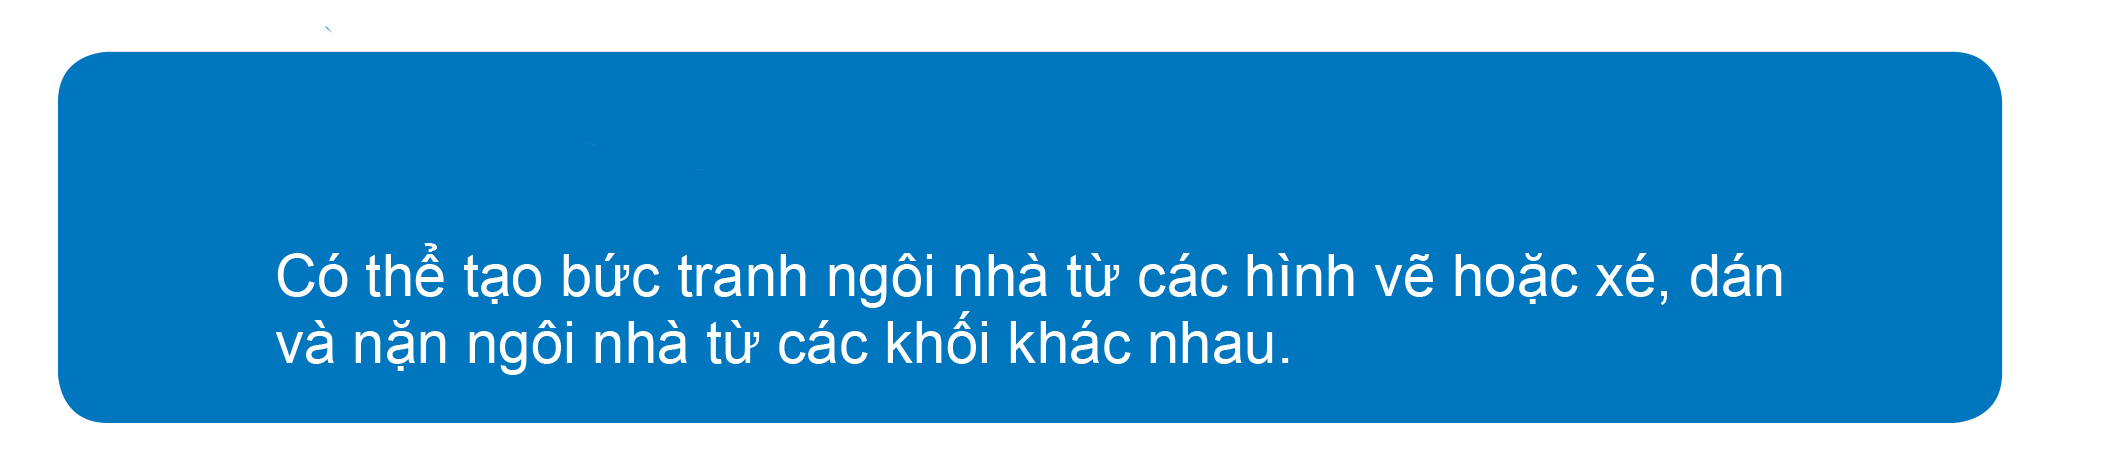 Có thể tạo bức tranh ngôi nhà từ các hình vẽ hoặc xé, dán
và nặn ngôi nhà từ các khối khác nhau.